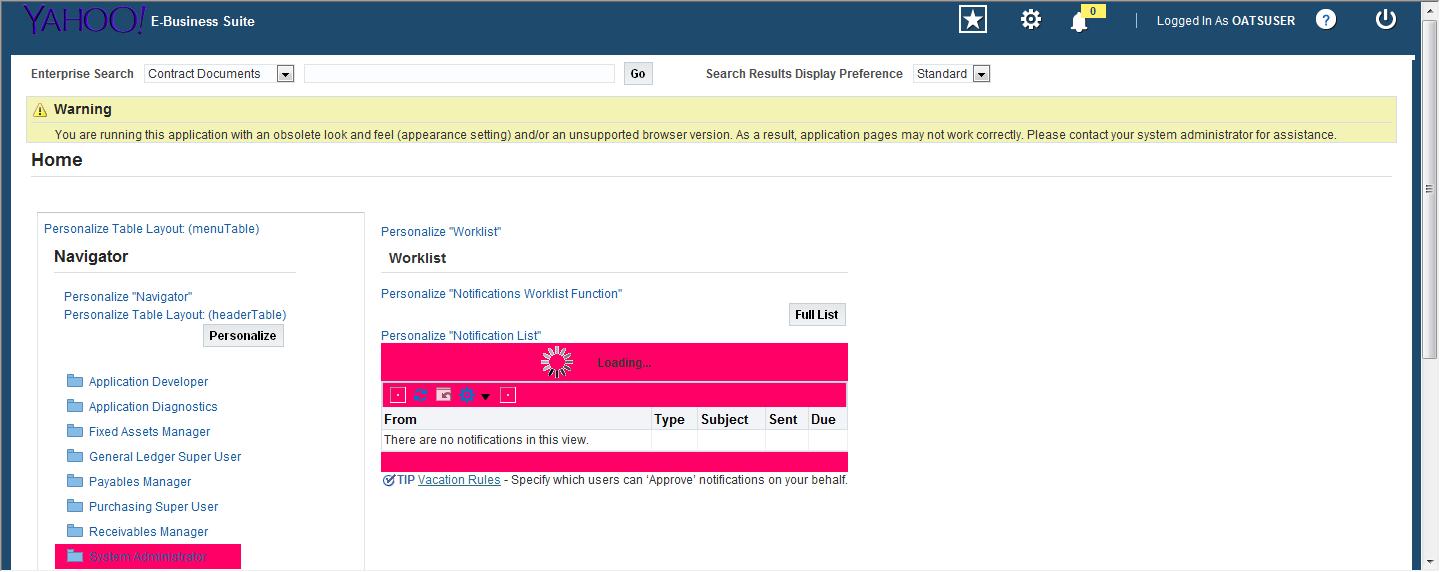 YAHOO! E-Business Suite
0
Logged In As OATSUSER ?
Enterprise Search Contract Documents Go Search Results Display Preference Standard
Warning
You are running this application with an obsolete look and feel (appearance setting) and/or an unsupported browser version. As a result, application pages may not work correctly. Please contact your system administrator for assistance.
Home
Personalize Table Layout: (menuTable)
Navigator
Personalize "Navigator"
Personalize Table Layout: (headerTable)
Personalize
Application Developer
Application Diagnostics
Fixed Assets Manager
General Ledger Super User
Payables Manager
Purchasing Super User
Receivables Manager
System Administrator
Personalize "Worklist"
Worklist
Personalize "Notifications Worklist Function"
Full List
Personalize "Notification List"
Loading...
From Type Subject Sent Due
There are no notifications in this view.
TIP Vacation Rules - Specify which users can ‘Approve’ notifications on your behalf.